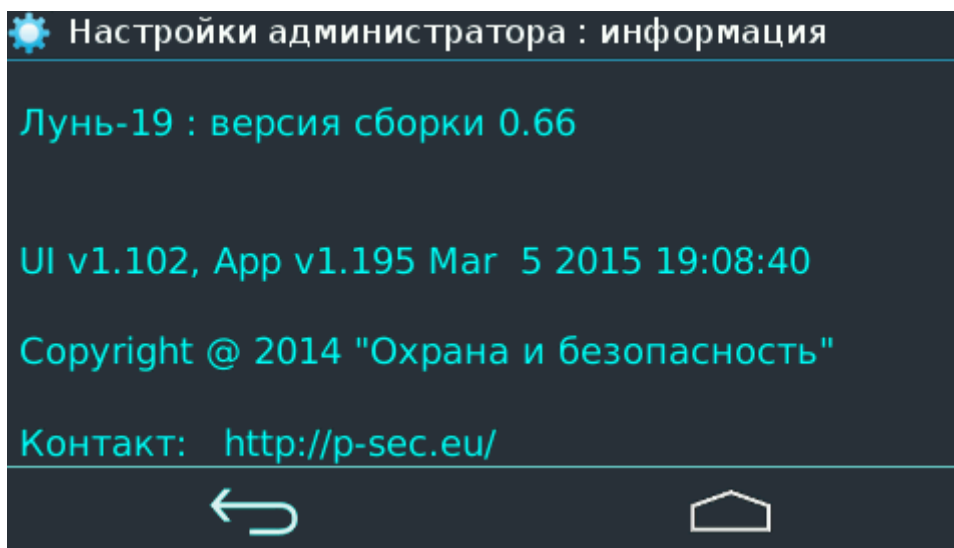 Настройки администратора : информация
Лунь-19 : версия сборки 0.66
UI v1.102, App v1.195 Mar  5 2015 19:08:40
Copyright @ 2014 "Охрана и безопасность"
Контакт:   http://p-sec.eu/